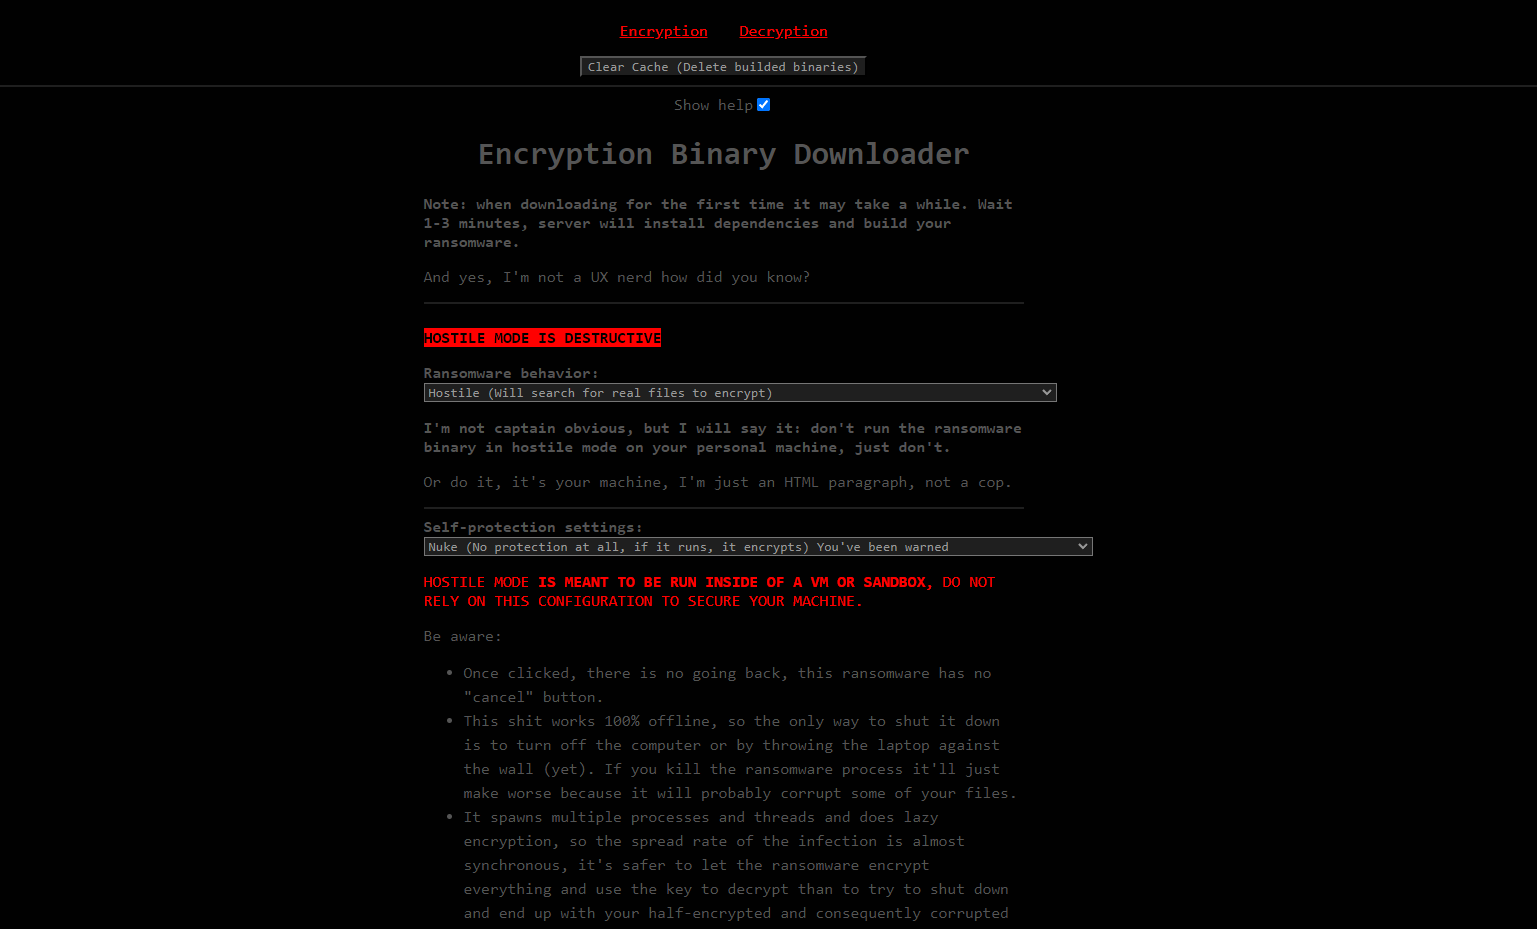 Encryption Decryption
Clear Cache (Delete builded binaries)
Show help
Encryption Binary Downloader
Note: when downloading for the first time it may take a while. Wait
1-3 minutes, server will install dependencies and build your
ransomware.
And yes, I'm not a UX nerd how did you know?
HOSTILE MODE IS DESTRUCTIVE
Ransomware behavior:
Hostile (Will search for real files to encrypt)
I'm not captain obvious, but I will say it: don't run the ransomware
binary in hostile mode on your personal machine, just don't.
Or do it, it's your machine, I'm just an HTML paragraph, not a cop.
Self-protection settings:
Nuke (No protection at all, if it runs, it encrypts) You've been warned
HOSTILE MODE IS MEANT TO BE RUN INSIDE OF A VM OR SANDBOX, DO NOT
RELY ON THIS CONFIGURATION TO SECURE YOUR MACHINE.
Be aware:
• Once clicked, there is no going back, this ransomware has no
"cancel" button.
• This shit works 100% offline, so the only way to shut it down
is to turn off the computer or by throwing the laptop against
the wall (yet). If you kill the ransomware process it'll just
make worse because it will probably corrupt some of your files.
• It spawns multiple processes and threads and does lazy
encryption, so the spread rate of the infection is almost
synchronous, it's safer to let the ransomware encrypt
everything and use the key to decrypt than to try to shut down
and end up with your half-encrypted and consequently corrupted